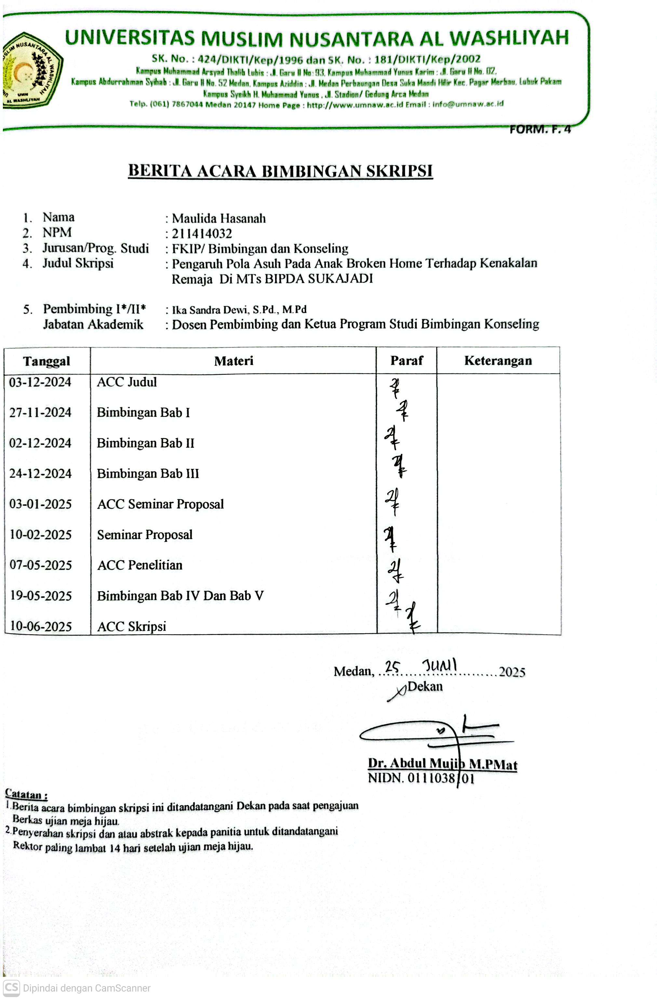 UNIVERSITAS MUSLIM NUSANTARA AL WASHLIYAH
SK. No. : 424/DIKTI/Kep/1996 dan SK. No. : 181/DIKTI/Kep/2002
Kampus Muhammad Arsyad Thalib Lubis : Jl. Garu II No. 93, Kampus Muhammad Yunus Karim : Jl. Garu II No. 02,
Kampus Abdurrahman Syihab : Jl. Garu II No. 52 Medan, Kampus Aziddin : Jl. Medan Perbaungan Desa Suka Mandi Hilir Kec. Pagar Merbau, Lubuk Pakam
Kampus Syeikh H. Muhammad Yunus , Jl. Stadion/ Gedung Arca Medan
Telp. (061) 7867044 Medan 20147 Home Page : http://www.umnaw.ac.id Email : info@umnaw.ac.id
UMN
AL WASHLIYAH
FORM. F. 4
BERITA ACARA BIMBINGAN SKRIPSI
1. Nama : Maulida Hasanah
2. NPM : 211414032
3. Jurusan/Prog. Studi : FKIP/ Bimbingan dan Konseling
4. Judul Skripsi : Pengaruh Pola Asuh Pada Anak Broken Home Terhadap Kenakalan
Remaja Di MTs BIPDA SUKAJADI
5. Pembimbing I*/II* : Ika Sandra Dewi, S.Pd., M.Pd
Jabatan Akademik : Dosen Pembimbing dan Ketua Program Studi Bimbingan Konseling
Tanggal Materi Paraf Keterangan
03-12-2024 ACC Judul
27-11-2024 Bimbingan Bab I
02-12-2024 Bimbingan Bab II
24-12-2024 Bimbingan Bab III
03-01-2025 ACC Seminar Proposal
10-02-2025 Seminar Proposal
07-05-2025 ACC Penelitian
19-05-2025 Bimbingan Bab IV Dan Bab V
10-06-2025 ACC Skripsi
Medan, 25 JUNI 2025
Dekan
Dr. Abdul Mujib M.PMat
NIDN. 0111038101
Catatan :
1.Berita acara bimbingan skripsi ini ditandatangani Dekan pada saat pengajuan
Berkas ujian meja hijau.
2.Penyerahan skripsi dan atau abstrak kepada panitia untuk ditandatangani
Rektor paling lambat 14 hari setelah ujian meja hijau.
CS Dipindai dengan CamScanner